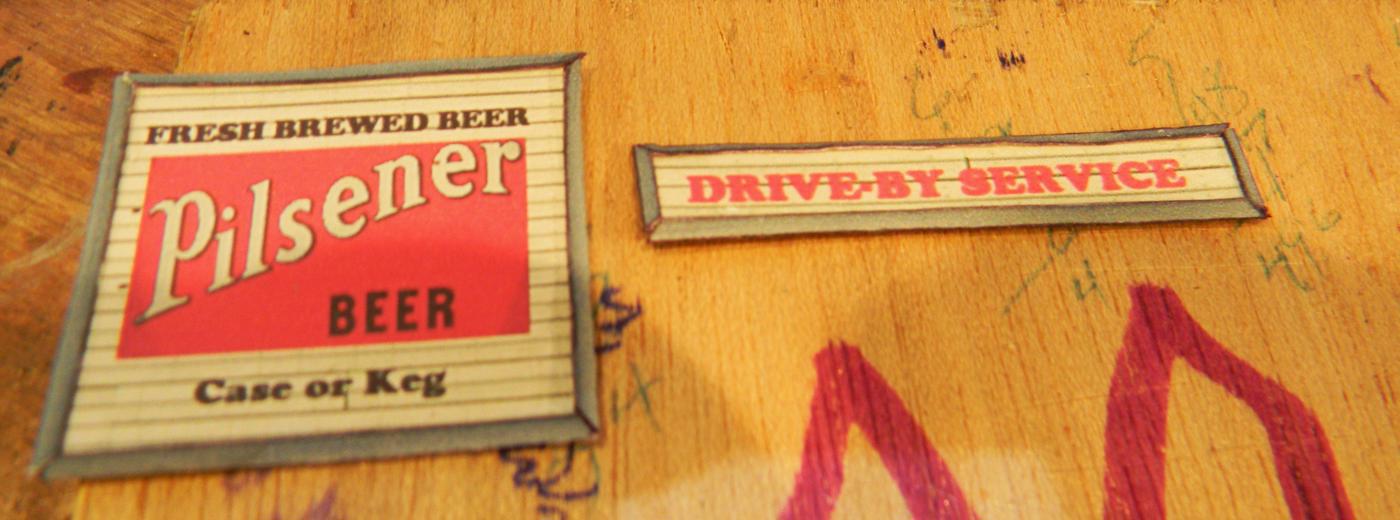 FRESH BREWED BEER
Pilsener
BEER
Case or Keg
DRIVE-BY SERVICE